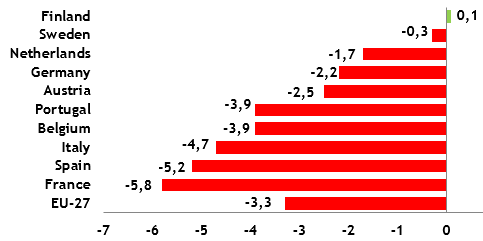 Finland 0,1
Sweden -0,3
Netherlands -1,7
Germany -2,2
Austria -2,5
Portugal -3,9
Belgium -3,9
Italy -4,7
Spain -5,2
France -5,8
EU-27 -3,3
-7 -6 -5 -4 -3 -2 -1 0